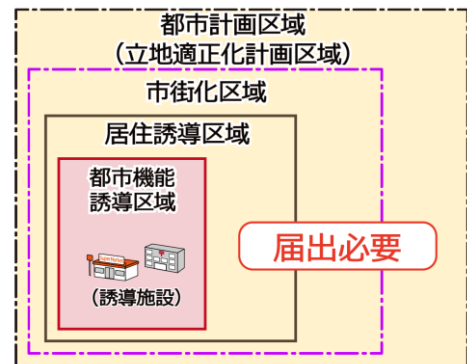 都市計画区域
（立地適正化計画区域）
市街化区域
居住誘導区域
都市機能
誘導区域
（誘導施設）
届出必要